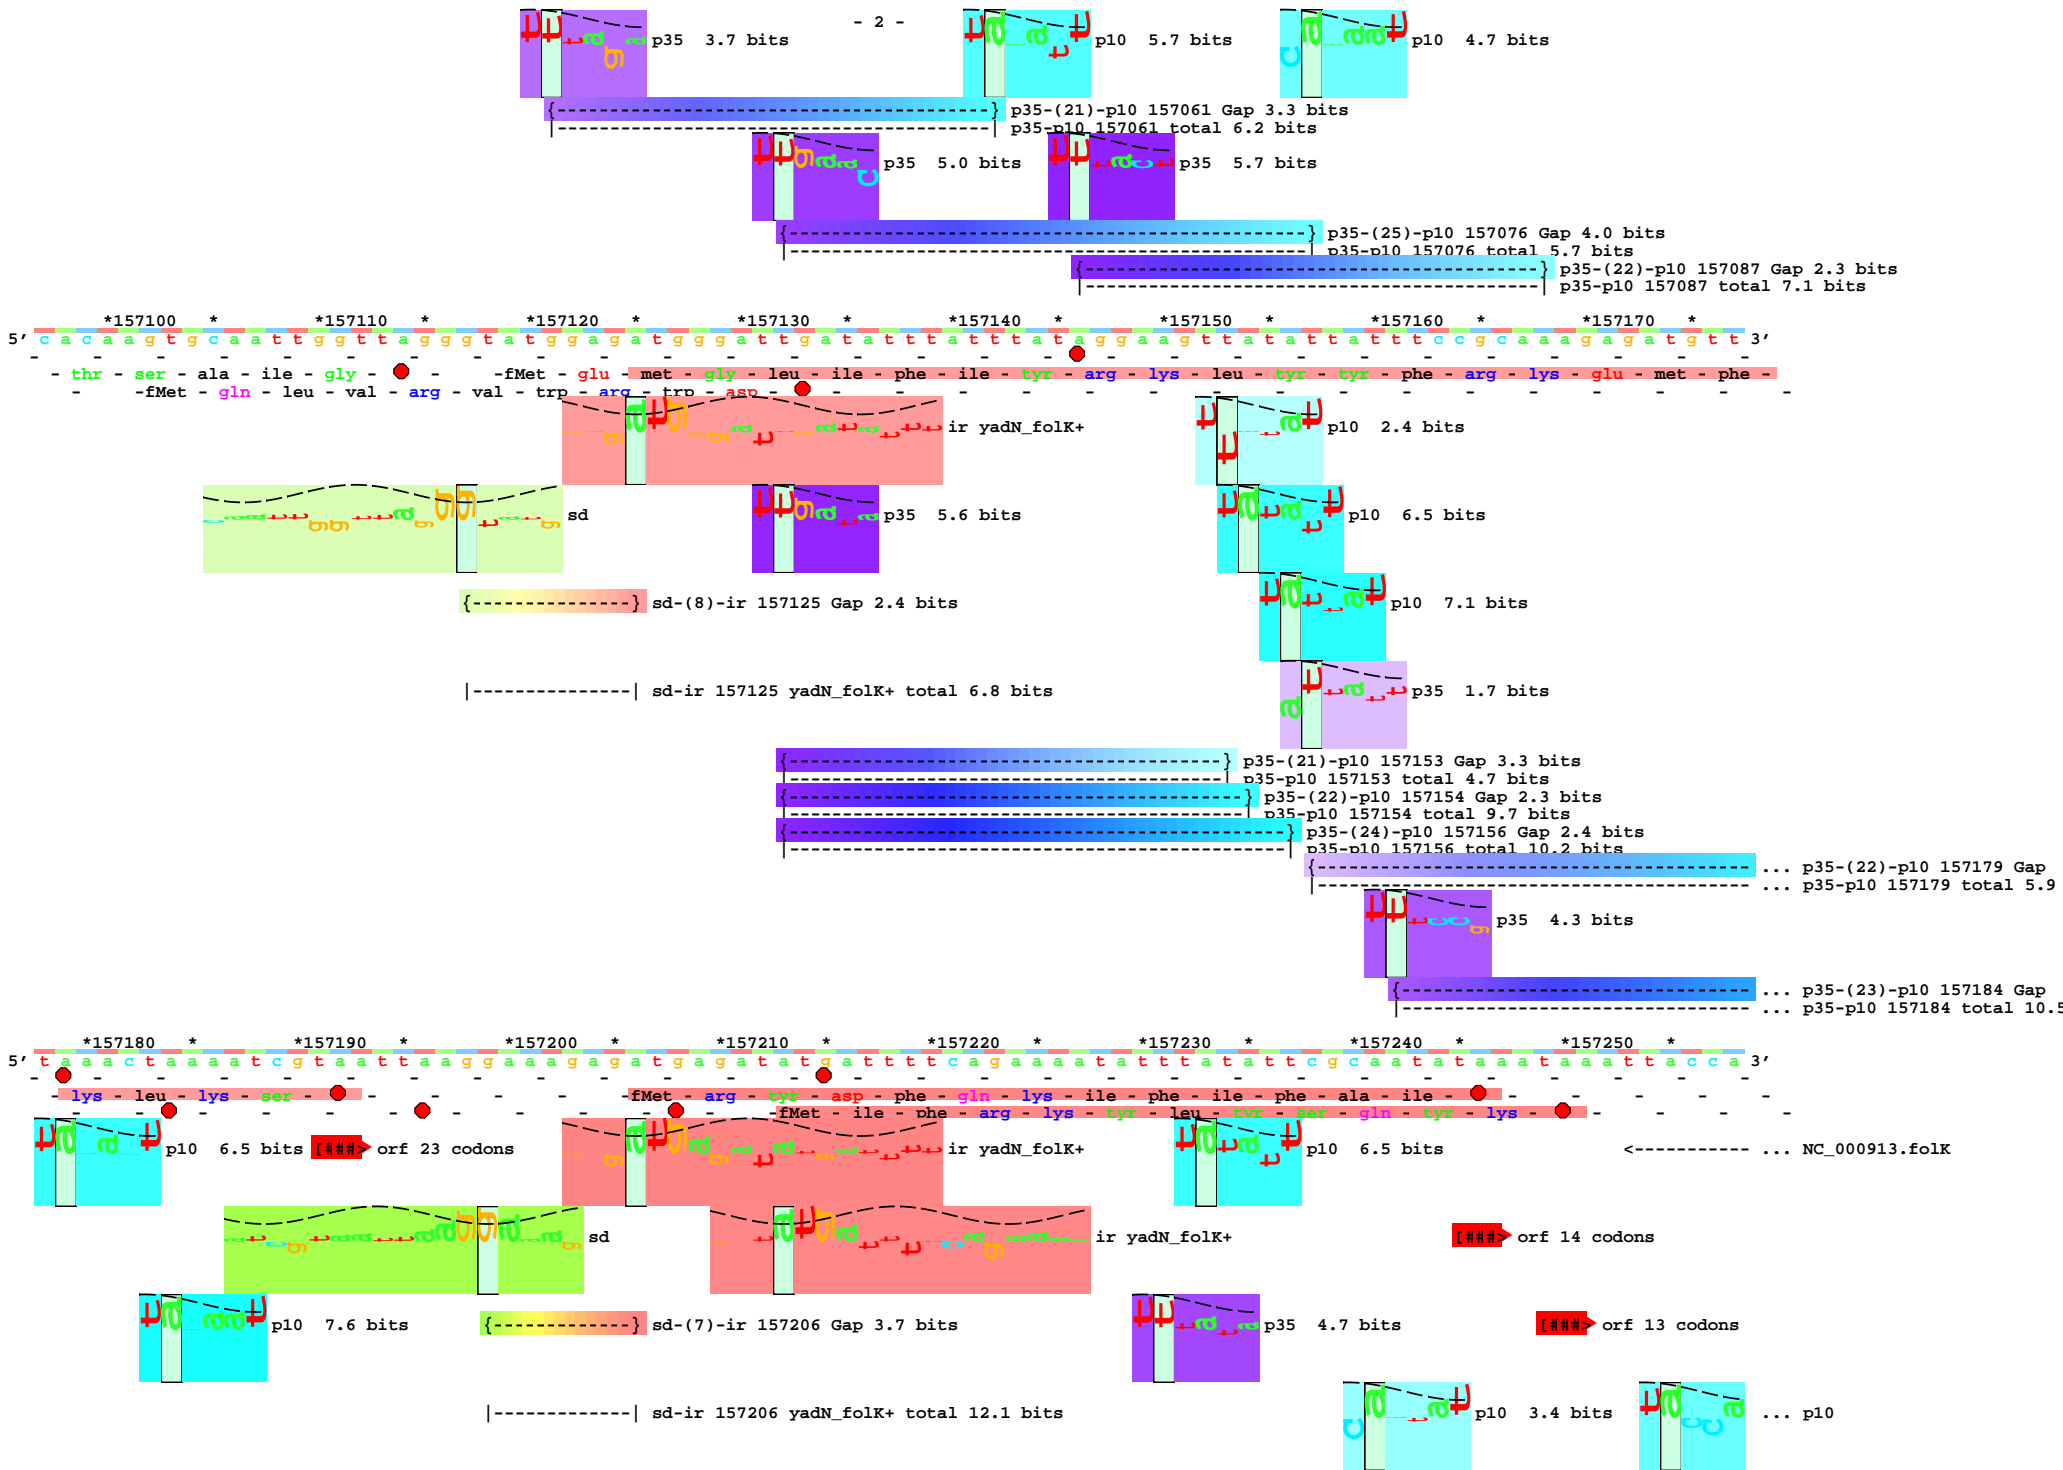 - 2 -
p35 3.7 bits
p10 5.7 bits
p10 4.7 bits
p35-(21)-p10 157061 Gap 3.3 bits
p35-p10 157061 total 6.2 bits
p35 5.0 bits
p35 5.7 bits
p35-(25)-p10 157076 Gap 4.0 bits
p35-p10 157076 total 5.7 bits
p35-(22)-p10 157087 Gap 2.3 bits
p35-p10 157087 total 7.1 bits
*157100 * *157110 * *157120 * *157130 * *157140 * *157150 * *157160 * *157170 *
5' c a c a a g t g c a a t t g g t t a g g g t a t g g a g a t g g g a t t g a t a t t t a t t t a t a g g a a g t t a t a t t a t t t c c g c a a a g a g a t g t t 3'
- thr - ser - ala - ile - gly - - -fMet - glu - met - gly - leu - ile - phe - ile - tyr - arg - lys - leu - tyr - tyr - phe - arg - lys - glu - met - phe -
- -fMet - gln - leu - val - arg - val - trp - arg - trp - asp -
ir yadN_folK+
p10 2.4 bits
sd
p35 5.6 bits
p10 6.5 bits
sd-(8)-ir 157125 Gap 2.4 bits
p10 7.1 bits
sd-ir 157125 yadN_folK+ total 6.8 bits
p35 1.7 bits
p35-(21)-p10 157153 Gap 3.3 bits
p35-p10 157153 total 4.7 bits
p35-(22)-p10 157154 Gap 2.3 bits
p35-p10 157154 total 9.7 bits
p35-(24)-p10 157156 Gap 2.4 bits
p35-p10 157156 total 10.2 bits
... p35-(22)-p10 157179 Gap
... p35-p10 157179 total 5.9
p35 4.3 bits
... p35-(23)-p10 157184 Gap
... p35-p10 157184 total 10.5
*157180 * *157190 * *157200 * *157210 * *157220 * *157230 * *157240 * *157250 *
5' t a a a c t a a a a t c g t a a t t a a g g a a a g a g a t g a g a t a t g a t t t t c a g a a a a t a t t t a t a t t c g c a a t a t a a a t a a a t t a c c a 3'
- lys - leu - lys - ser - -fMet - arg - tyr - asp - phe - gln - lys - ile - phe - ile - phe - ala - ile -
-fMet - ile - phe - arg - lys - tyr - leu - tyr - ser - gln - tyr - lys -
p10 6.5 bits [###> orf 23 codons
ir yadN_folK+
p10 6.5 bits
<----------- ... NC_000913.folK
sd
ir yadN_folK+
[###> orf 14 codons
p10 7.6 bits
sd-(7)-ir 157206 Gap 3.7 bits
p35 4.7 bits
[###> orf 13 codons
sd-ir 157206 yadN_folK+ total 12.1 bits
p10 3.4 bits
... p10